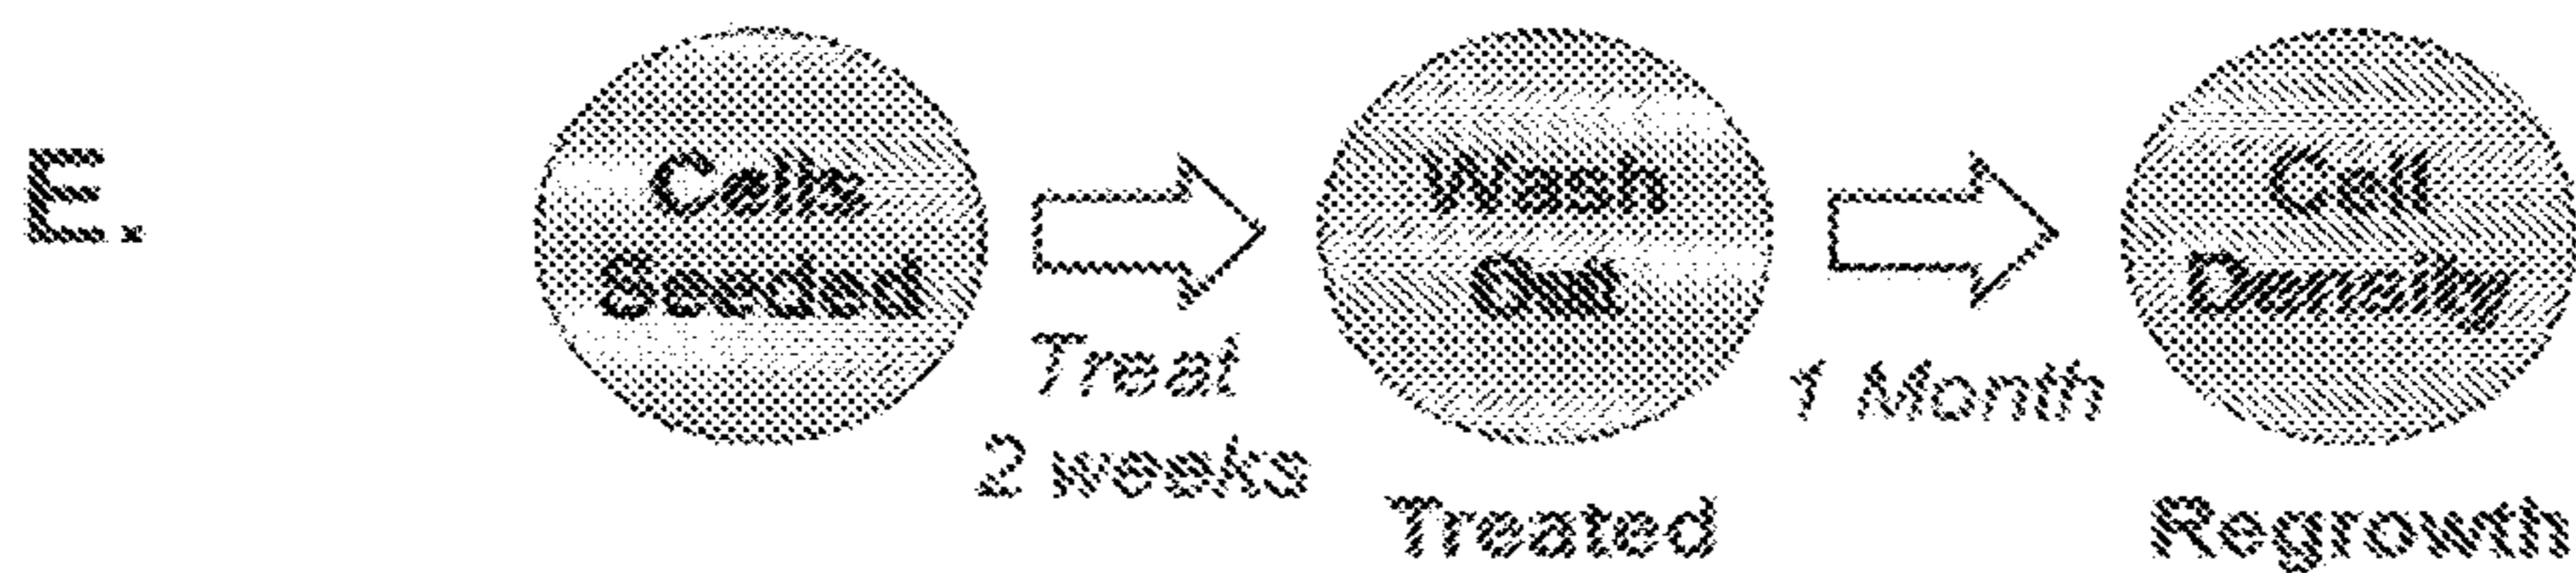 E.
Cells
Seeded
Treat
2 weeks
Wash
Out
Treated
1 Month
Cell
Density
Regrowth